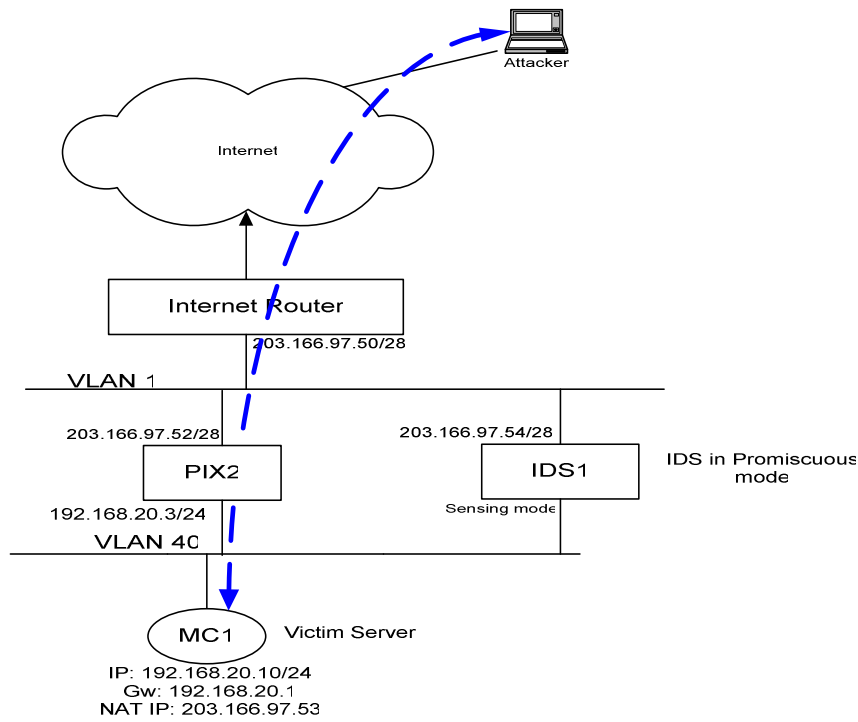 Attacker
Internet
Internet Router
203.166.97.50/28
VLAN 1
203.166.97.52/28
203.166.97.54/28
PIX2
IDS1
IDS in Promiscuous
mode
192.168.20.3/24
Sensing mode
VLAN 40
MC1
Victim Server
IP: 192.168.20.10/24
Gw: 192.168.20.1
NAT IP: 203.166.97.53